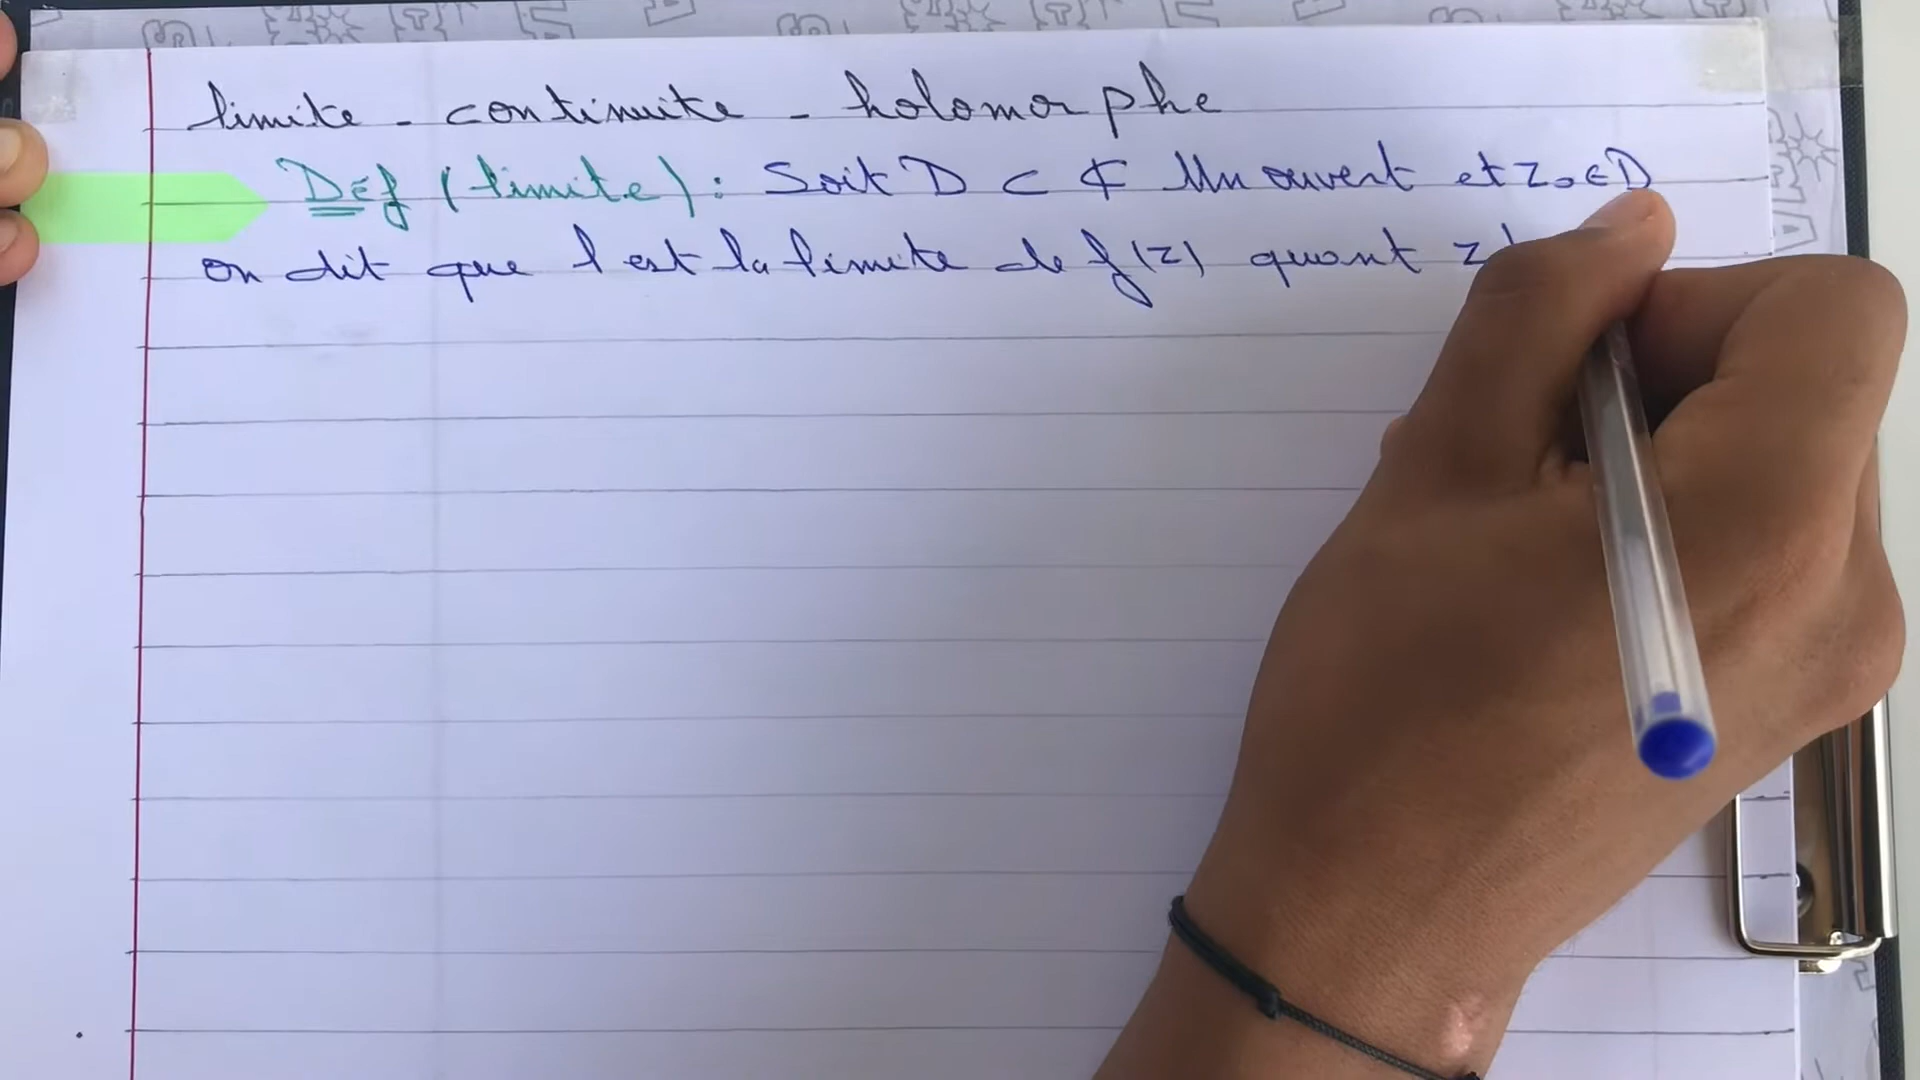 limite - continuite - holomorphe
Déf (limite) : Soit D ⊂ ₵ Un ouvert et Z₀ ∈ D
on dit que l est la limite de f(z) quant z